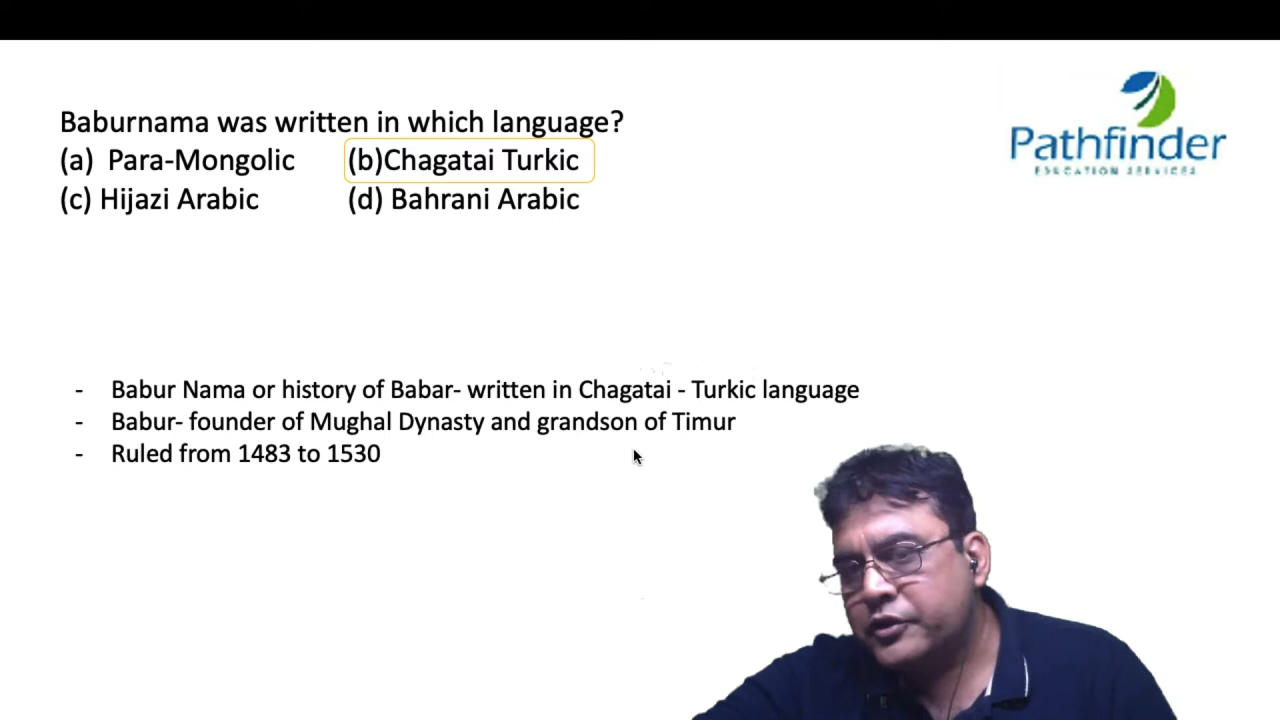 Baburnama was written in which language?
(a) Para-Mongolic (b)Chagatai Turkic
(c) Hijazi Arabic (d) Bahrani Arabic
Pathfinder
EDUCATION SERVICES
- Babur Nama or history of Babar- written in Chagatai - Turkic language
- Babur- founder of Mughal Dynasty and grandson of Timur
- Ruled from 1483 to 1530